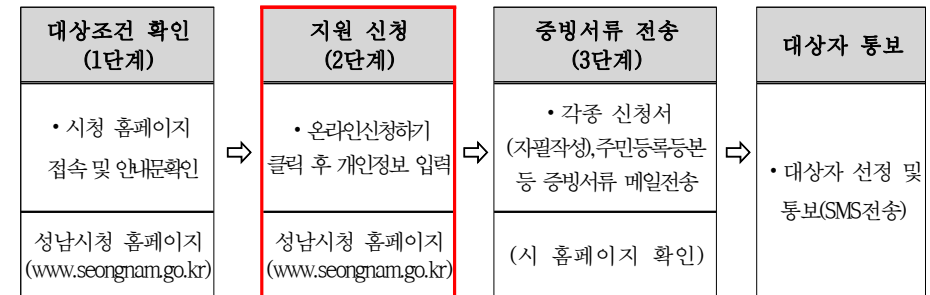 대상조건 확인
(1단계)
• 시청 홈페이지
접속 및 안내문확인
성남시청 홈페이지
(www.seongnam.go.kr)
⇨
지원 신청
(2단계)
• 온라인신청하기
클릭 후 개인정보 입력
성남시청 홈페이지
(www.seongnam.go.kr)
⇨
증빙서류 전송
(3단계)
• 각종 신청서
(자필작성),주민등록등본
등 증빙서류 메일전송
(시 홈페이지 확인)
⇨
대상자 통보
• 대상자 선정 및
통보(SMS전송)